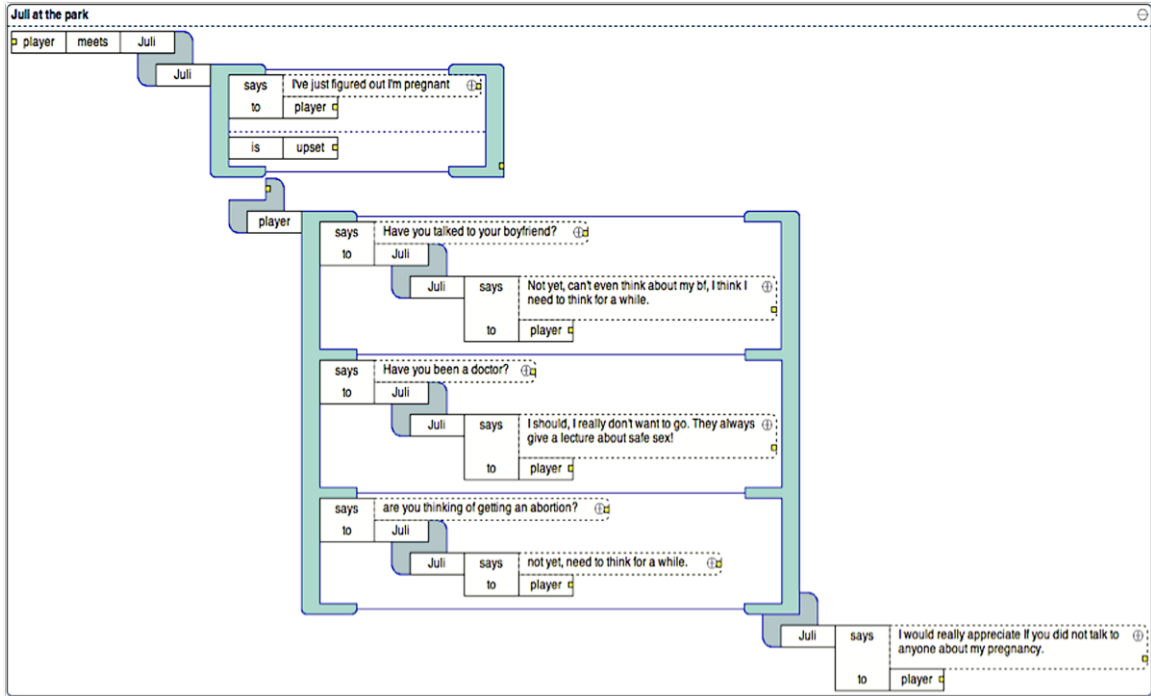 Juli at the park
player meets Juli
Juli
says I've just figured out I'm pregnant
to player
is upset
player
says Have you talked to your boyfriend?
to Juli
Juli says Not yet, can't even think about my bf, I think I
need to think for a while.
to player
says Have you been a doctor?
to Juli
Juli says I should, I really don't want to go. They always
give a lecture about safe sex!
to player
says are you thinking of getting an abortion?
to Juli
Juli says not yet, need to think for a while.
to player
Juli says I would really appreciate If you did not talk to
anyone about my pregnancy.
to player